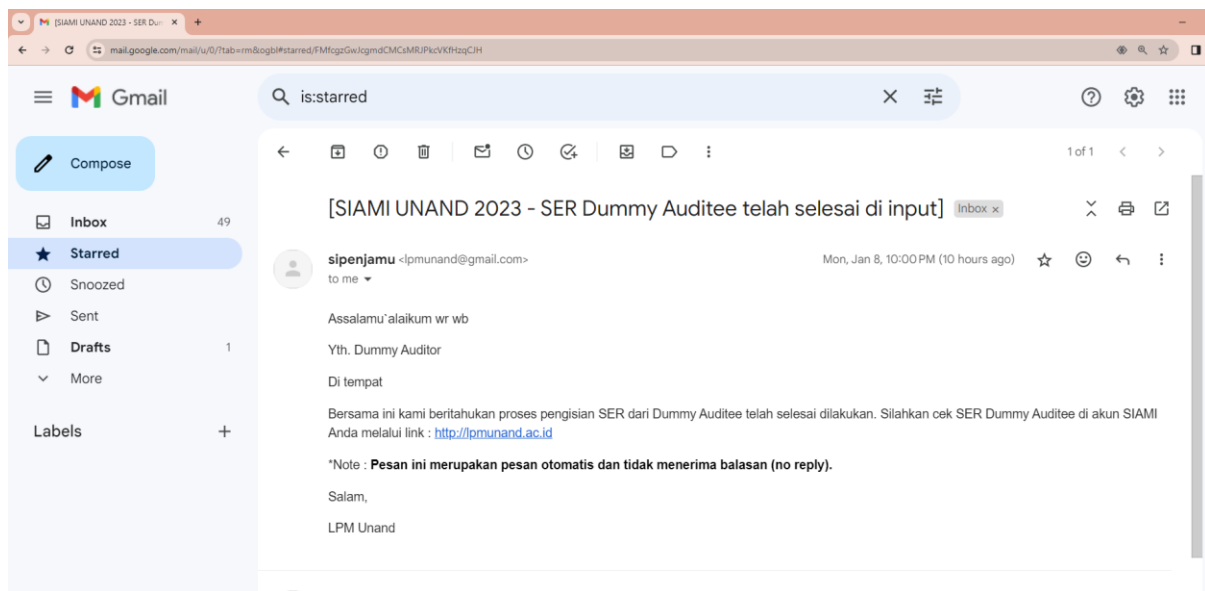 [SIAMI UNAND 2023 - SER Dum
mail.google.com/mail/u/0/?tab=rm&ogbl#starred/FMfcgzGwJcgmdCMCsMRJPkcVKfHzqCJH
Gmail
is:starred
Compose
1 of 1
Inbox 49
Starred
Snoozed
Sent
Drafts 1
More
Labels
[SIAMI UNAND 2023 - SER Dummy Auditee telah selesai di input] Inbox x
sipenjamu <lpmunand@gmail.com> Mon, Jan 8, 10:00 PM (10 hours ago)
to me
Assalamu`alaikum wr wb
Yth. Dummy Auditor
Di tempat
Bersama ini kami beritahukan proses pengisian SER dari Dummy Auditee telah selesai dilakukan. Silahkan cek SER Dummy Auditee di akun SIAMI
Anda melalui link : http://lpmunand.ac.id
*Note : Pesan ini merupakan pesan otomatis dan tidak menerima balasan (no reply).
Salam,
LPM Unand